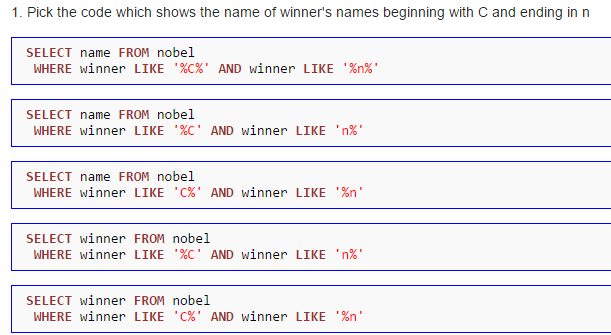 1. Pick the code which shows the name of winner's names beginning with C and ending in n
SELECT name FROM nobel
WHERE winner LIKE '%C%' AND winner LIKE '%n%'
SELECT name FROM nobel
WHERE winner LIKE '%C' AND winner LIKE 'n%'
SELECT name FROM nobel
WHERE winner LIKE 'C%' AND winner LIKE '%n'
SELECT winner FROM nobel
WHERE winner LIKE '%C' AND winner LIKE 'n%'
SELECT winner FROM nobel
WHERE winner LIKE 'C%' AND winner LIKE '%n'